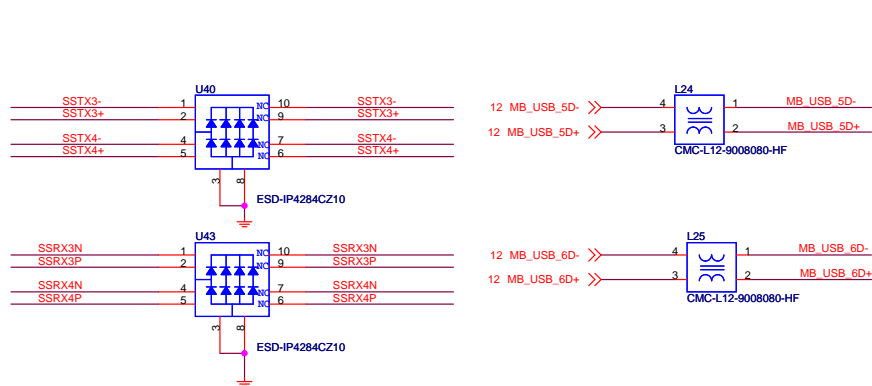 U40
SSTX3- 1 NC 10 SSTX3-
SSTX3+ 2 NC 9 SSTX3+
SSTX4- 4 NC 7 SSTX4-
SSTX4+ 5 NC 6 SSTX4+
3 8
ESD-IP4284CZ10
L24
12 MB_USB_5D- 4 1 MB_USB_5D-
12 MB_USB_5D+ 3 2 MB_USB_5D+
CMC-L12-9008080-HF
U43
SSRX3N 1 NC 10 SSRX3N
SSRX3P 2 NC 9 SSRX3P
SSRX4N 4 NC 7 SSRX4N
SSRX4P 5 NC 6 SSRX4P
3 8
ESD-IP4284CZ10
L25
12 MB_USB_6D- 4 1 MB_USB_6D-
12 MB_USB_6D+ 3 2 MB_USB_6D+
CMC-L12-9008080-HF